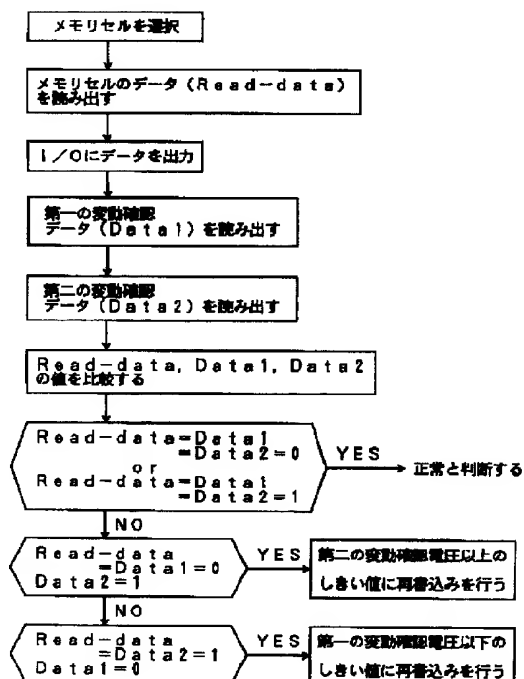 メモリセルを選択
メモリセルのデータ（Read－data）
を読み出す
I／Oにデータを出力
第一の変動確認
データ（Data1）を読み出す
第二の変動確認
データ（Data2）を読み出す
Read－data，Data1，Data2
の値を比較する
Read－data＝Data1
＝Data2＝0
or
Read－data＝Data1
＝Data2＝1
YES
正常と判断する
NO
Read－data
＝Data1＝0
Data2＝1
YES
第二の変動確認電圧以上の
しきい値に再書込みを行う
NO
Read－data
＝Data2＝1
Data1＝0
YES
第一の変動確認電圧以下の
しきい値に再書込みを行う